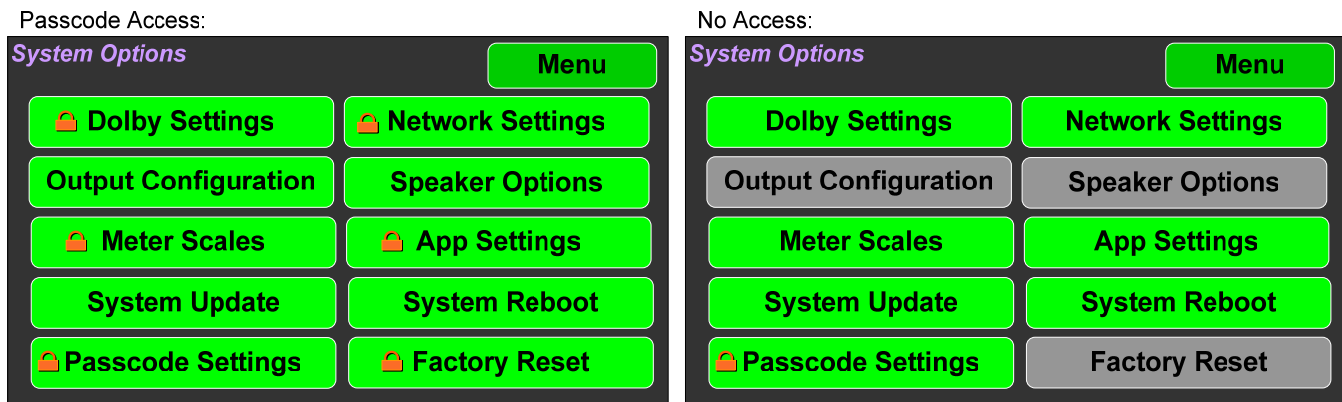 Passcode Access:
System Options
Menu
Dolby Settings
Network Settings
Output Configuration
Speaker Options
Meter Scales
App Settings
System Update
System Reboot
Passcode Settings
Factory Reset
No Access:
System Options
Menu
Dolby Settings
Network Settings
Output Configuration
Speaker Options
Meter Scales
App Settings
System Update
System Reboot
Passcode Settings
Factory Reset